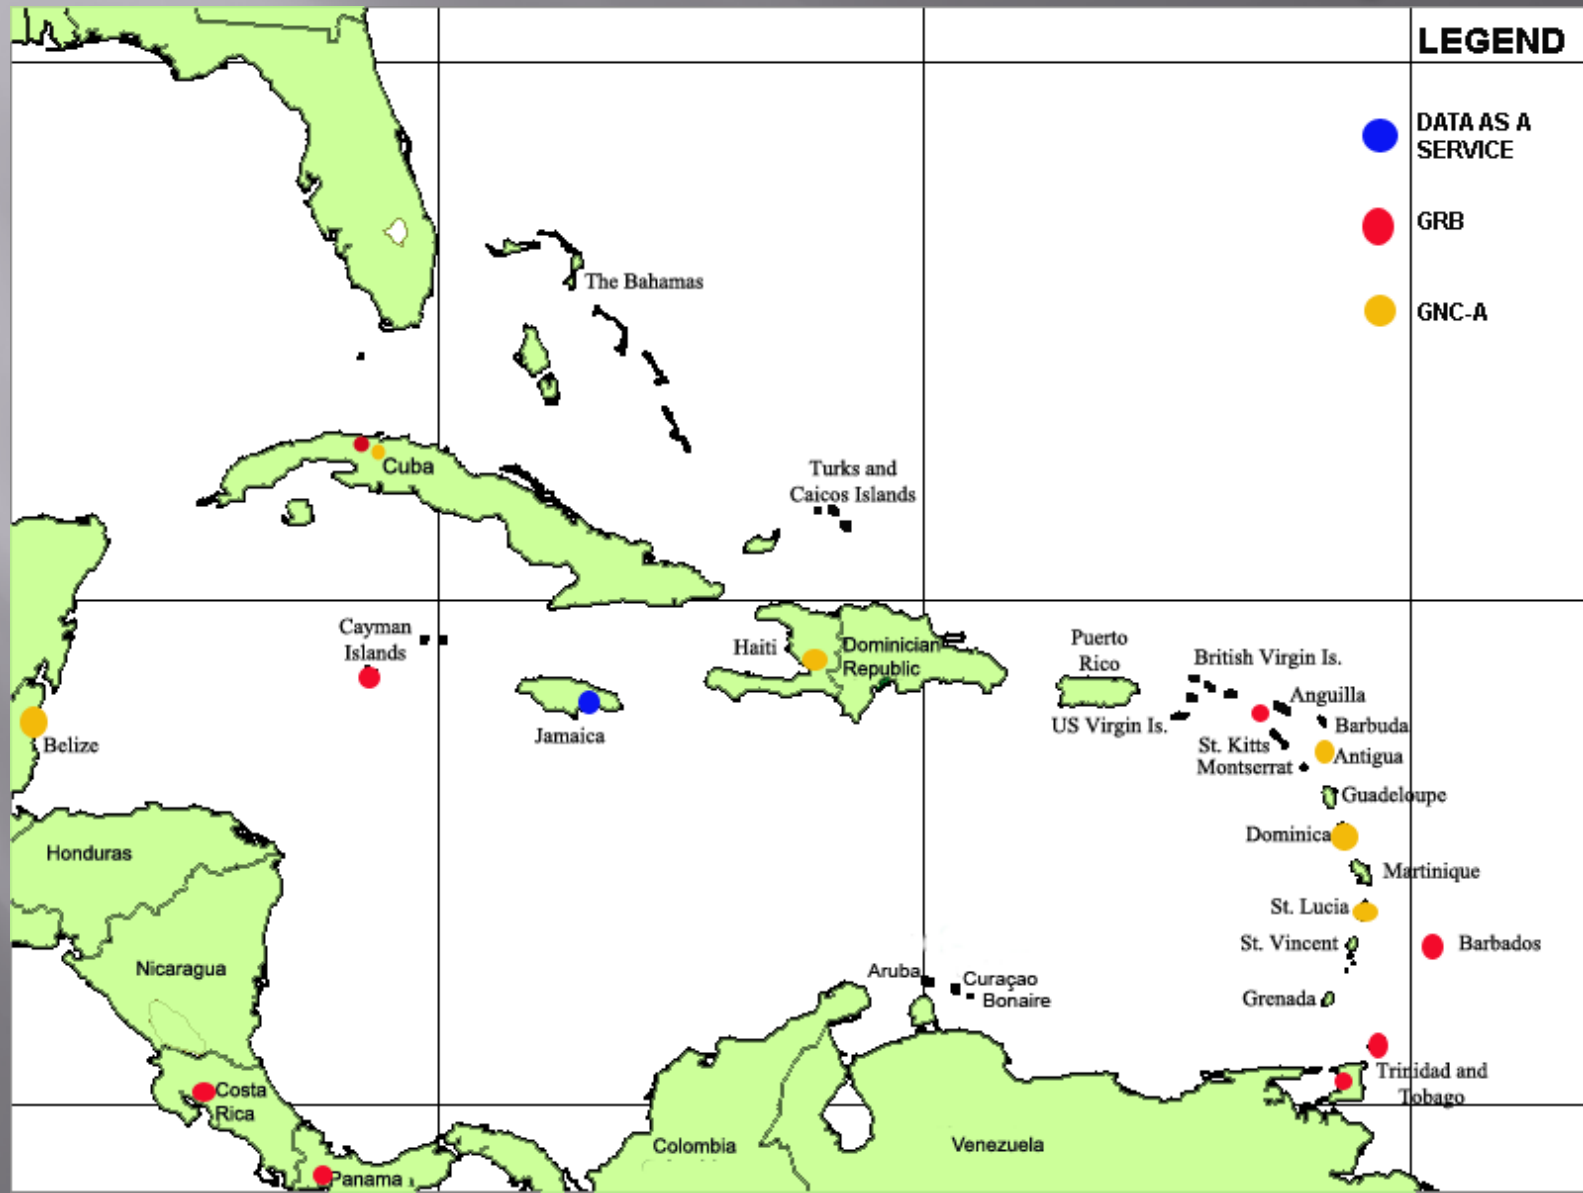 LEGEND
DATA AS A
SERVICE
GRB
GNC-A
The Bahamas
Cuba
Turks and
Caicos Islands
Cayman
Islands
Haiti
Dominician
Republic
Puerto
Rico
British Virgin Is.
Anguilla
US Virgin Is.
Barbuda
St. Kitts
Montserrat
Antigua
Jamaica
Belize
Guadeloupe
Dominica
Honduras
Martinique
St. Lucia
St. Vincent
Barbados
Nicaragua
Aruba
Curaçao
Bonaire
Grenada
Trinidad and
Tobago
Costa
Rica
Colombia
Venezuela
Panama